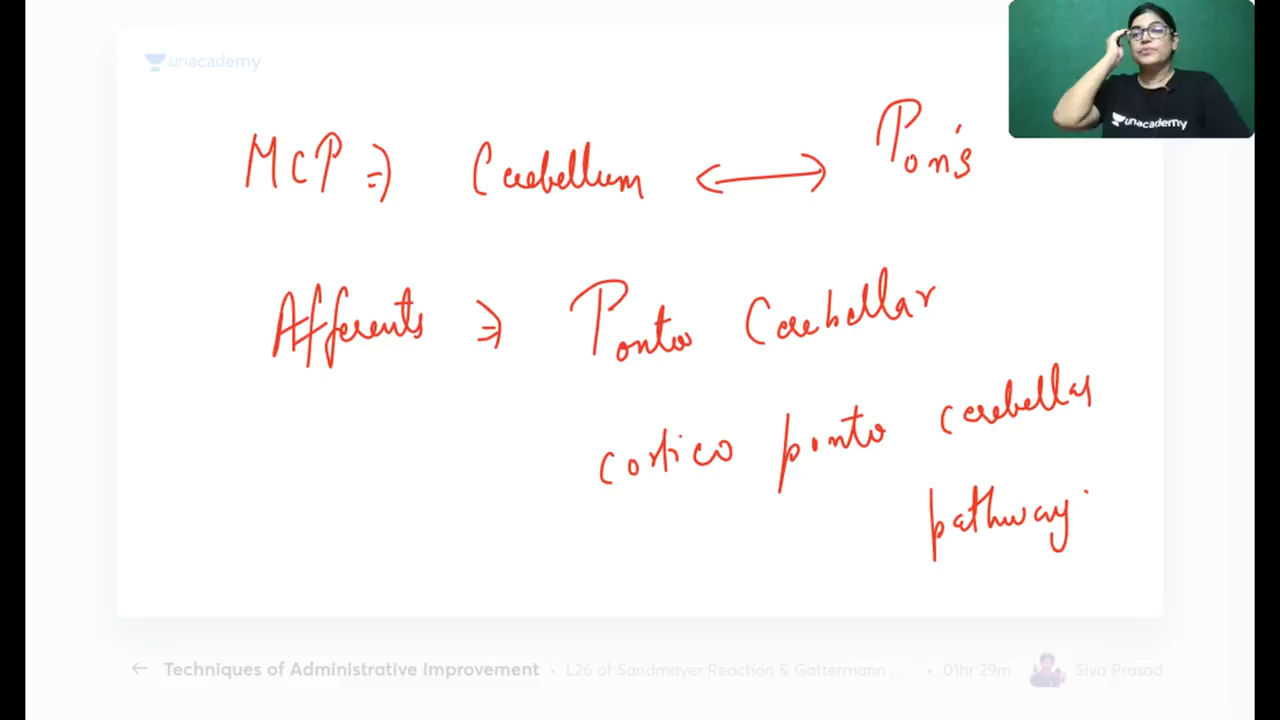 unacademy
unacademy
MCP ⇒ Cerebellum ⟷ Pons
Afferents ⇒ Ponto Cerebellar
cortico ponto cerebellar
pathway.
← Techniques of Administrative Improvement • L26 of Sandmayer Reaction & Gattermann ... • 01hr 29m Siva Prasad